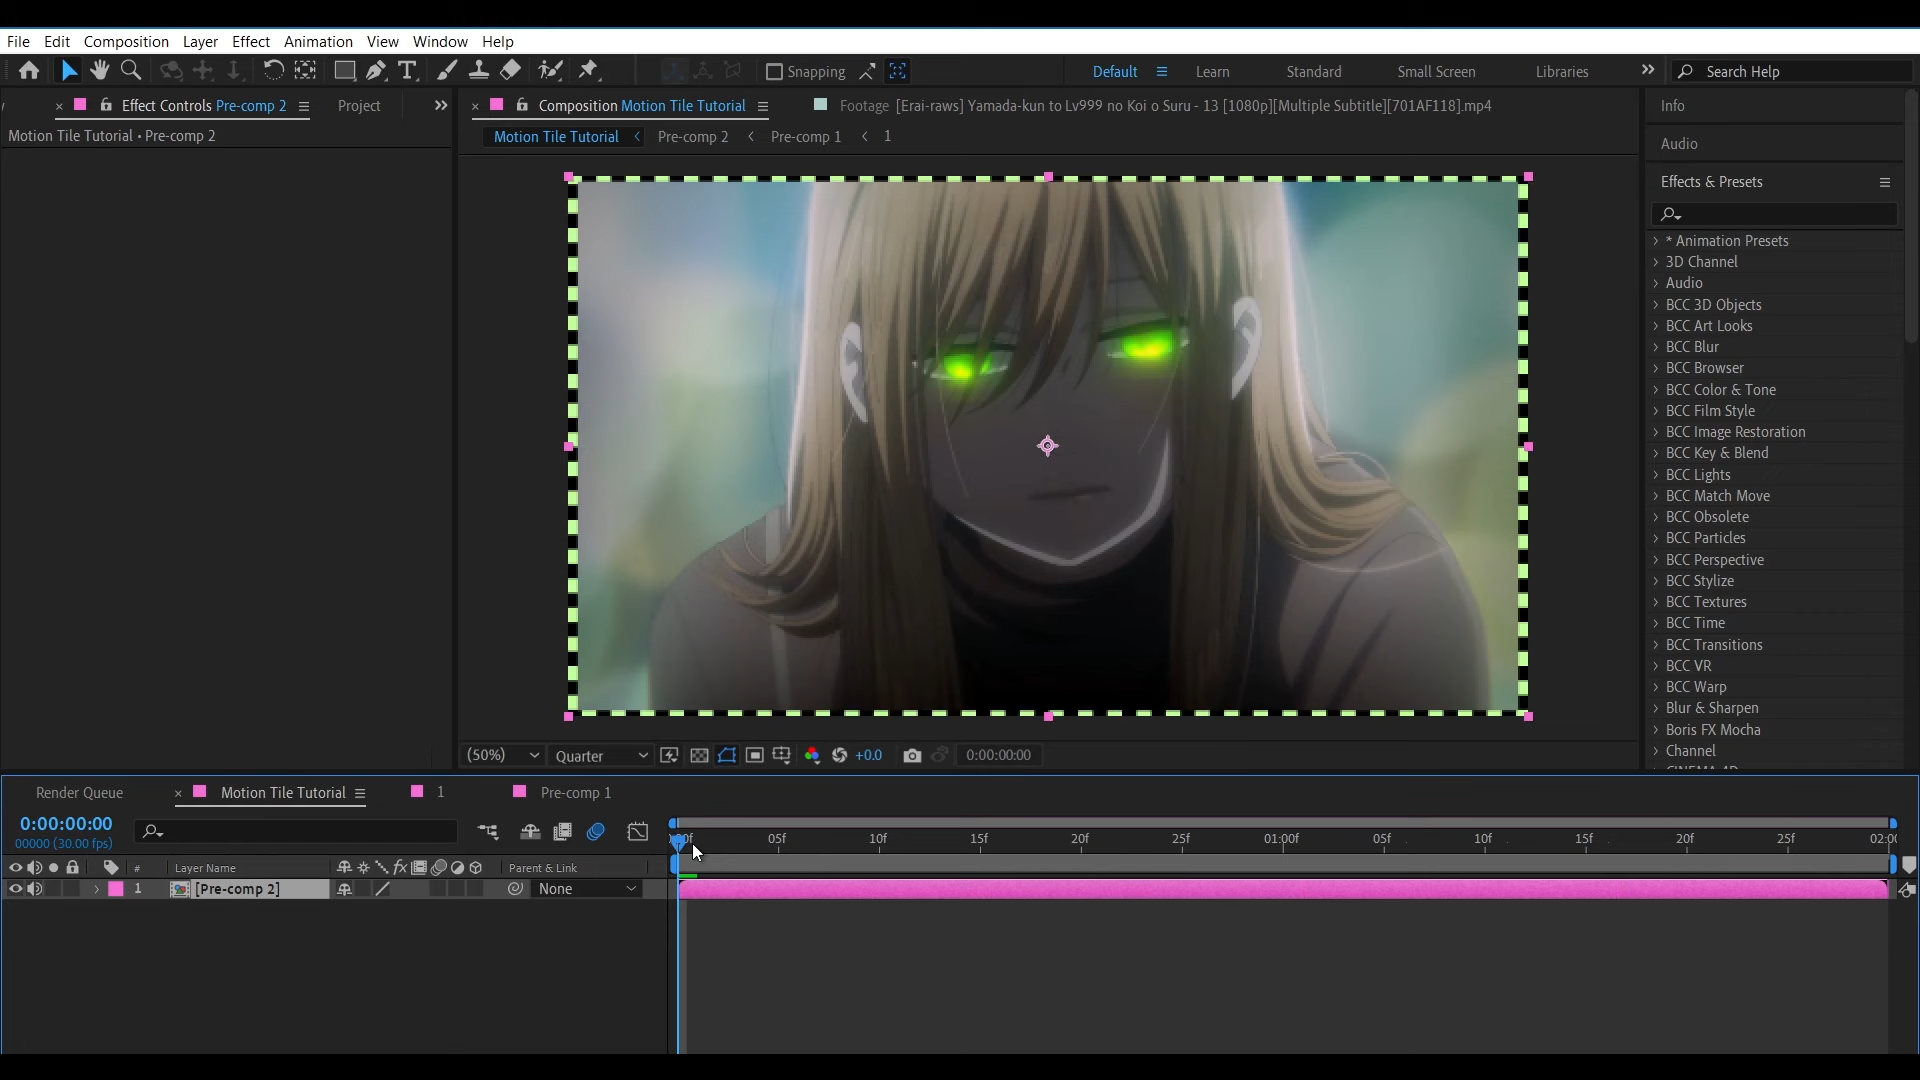 File Edit Composition Layer Effect Animation View Window Help
Snapping Default Learn Standard Small Screen Libraries Search Help
Effect Controls Pre-comp 2 Project
Motion Tile Tutorial • Pre-comp 2
Composition Motion Tile Tutorial Footage [Erai-raws] Yamada-kun to Lv999 no Koi o Suru - 13 [1080p][Multiple Subtitle][701AF118].mp4
Motion Tile Tutorial Pre-comp 2 Pre-comp 1 1
Info
Audio
Effects & Presets
* Animation Presets
3D Channel
Audio
BCC 3D Objects
BCC Art Looks
BCC Blur
BCC Browser
BCC Color & Tone
BCC Film Style
BCC Image Restoration
BCC Key & Blend
BCC Lights
BCC Match Move
BCC Obsolete
BCC Particles
BCC Perspective
BCC Stylize
BCC Textures
BCC Time
BCC Transitions
BCC VR
BCC Warp
Blur & Sharpen
Boris FX Mocha
Channel
(50%) Quarter +0.0 0:00:00:00
Render Queue Motion Tile Tutorial 1 Pre-comp 1
0:00:00:00
00000 (30.00 fps)
05f 10f 15f 20f 25f 01:00f 05f 10f 15f 20f 25f
# Layer Name Parent & Link
1 [Pre-comp 2] None